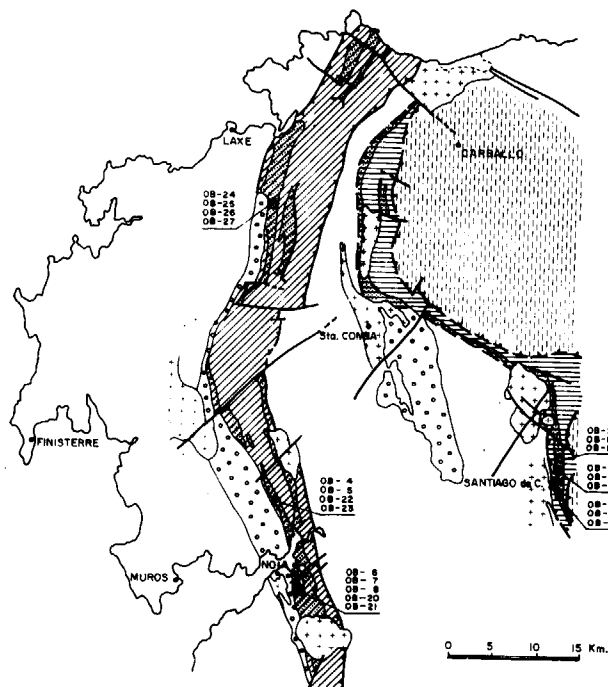 LAXE
CARBALLO
OB-24
OB-25
OB-26
OB-27
Sta. COMBA
FINISTERRE
SANTIAGO de C.
OB-4
OB-5
OB-22
OB-23
NOIA
MUROS
OB-6
OB-7
OB-8
OB-20
OB-21
0 5 10 15 Km.